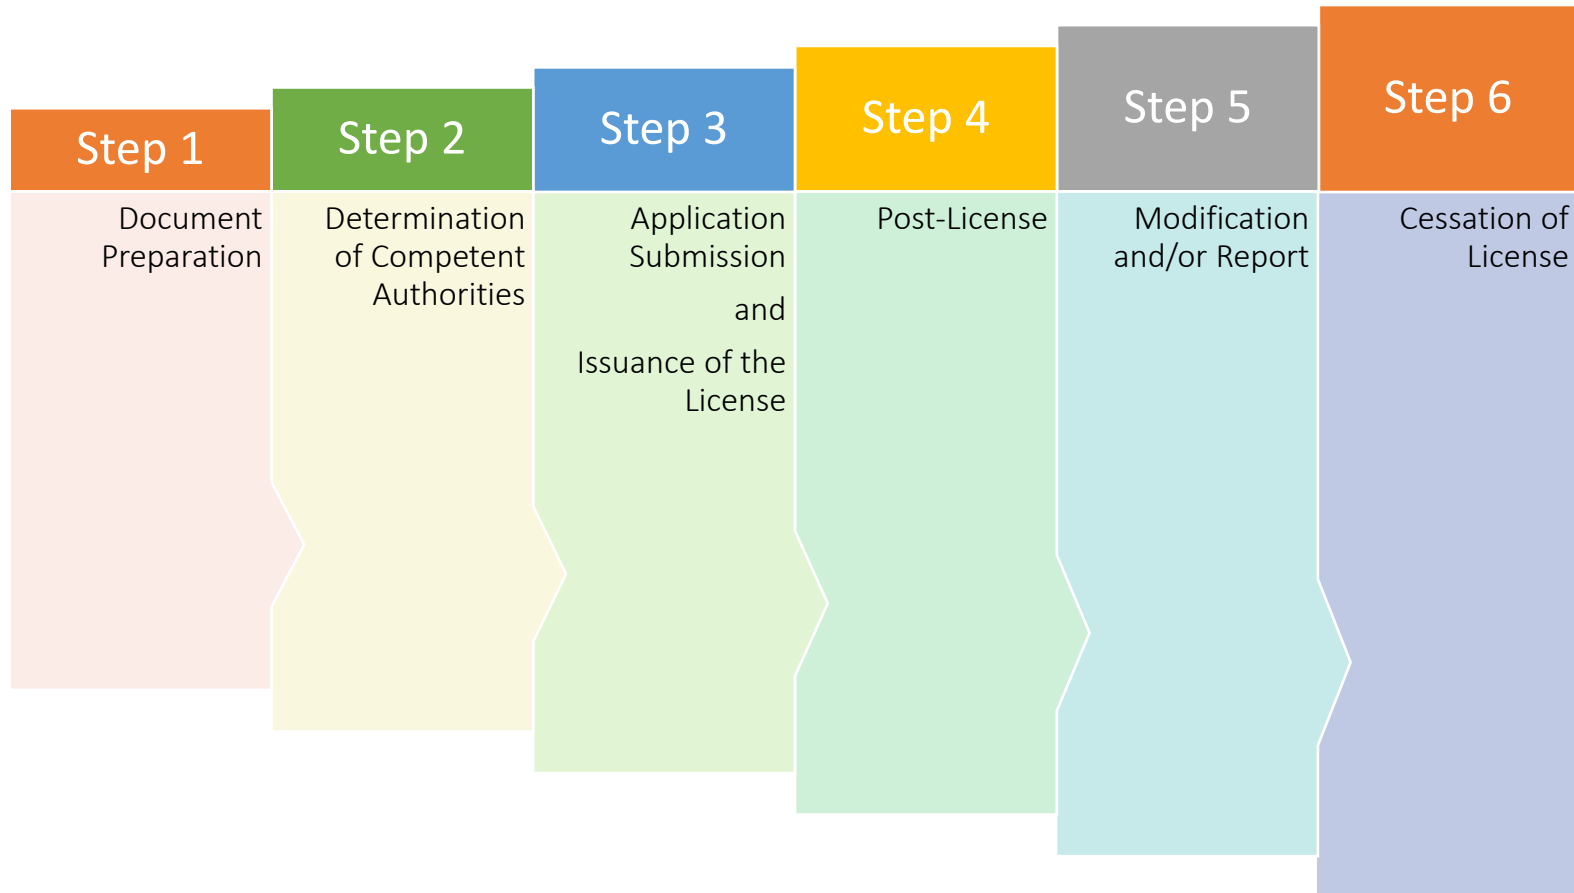 Step 1
Document
Preparation
Step 2
Determination
of Competent
Authorities
Step 3
Application
Submission
and
Issuance of the
License
Step 4
Post-License
Step 5
Modification
and/or Report
Step 6
Cessation of
License